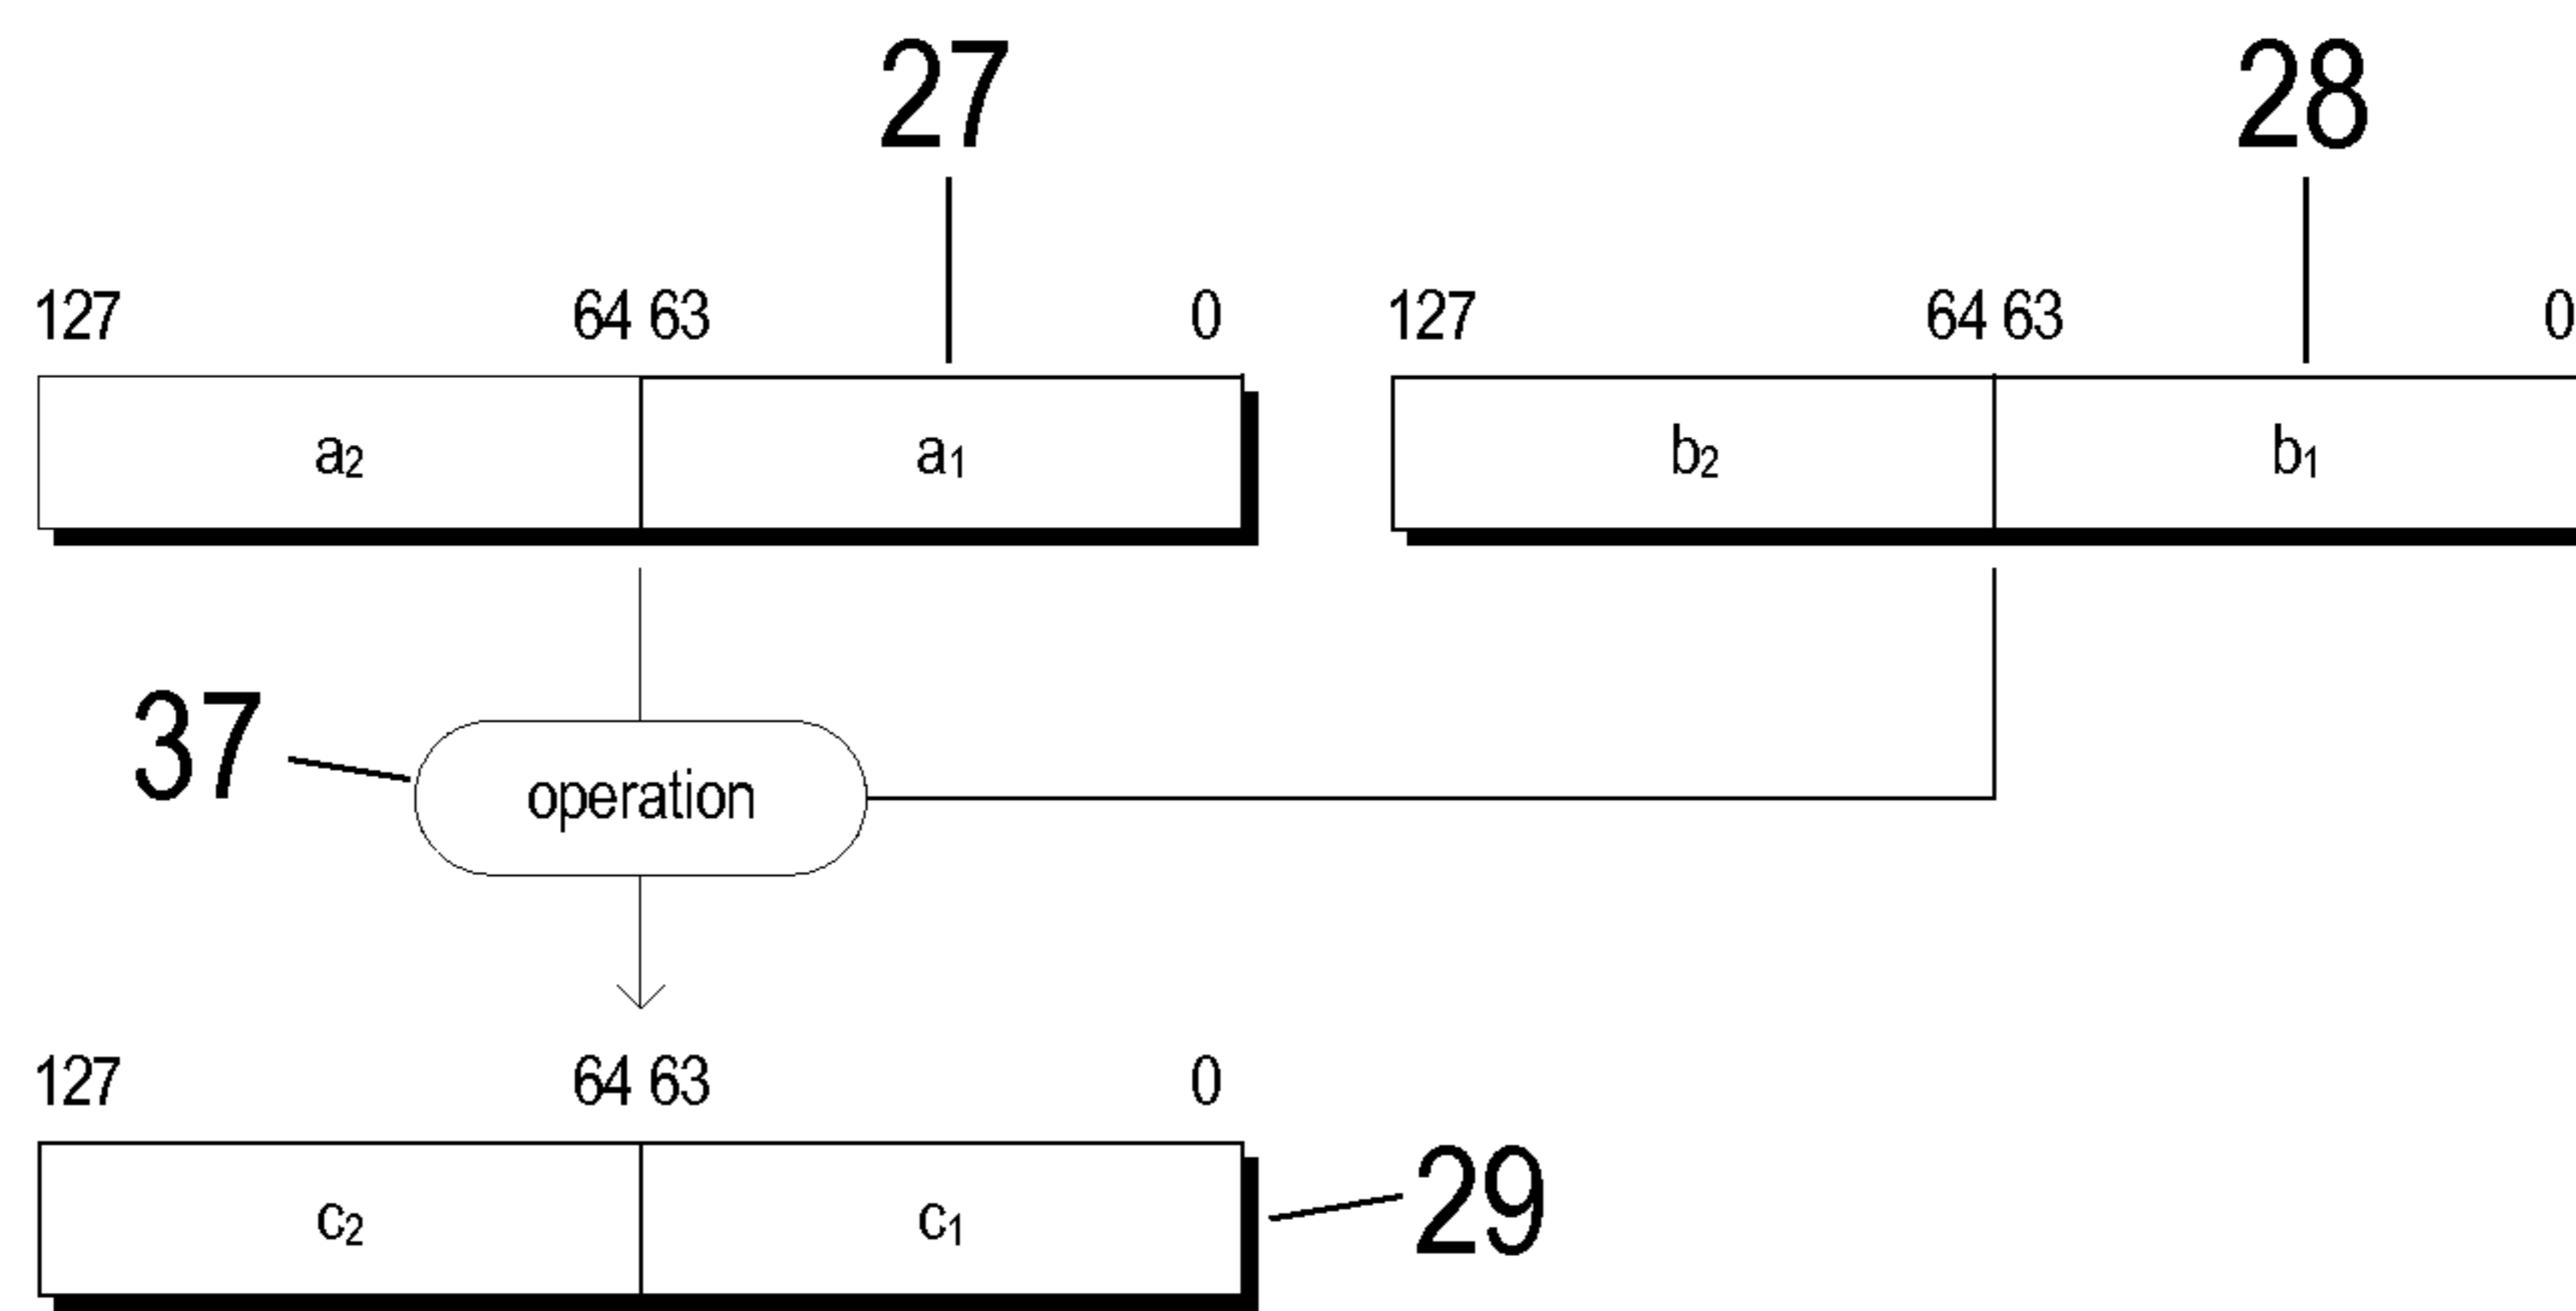 27 28
127 64 63 0 127 64 63 0
a₂ a₁ b₂ b₁
37 operation
127 64 63 0
c₂ c₁ 29